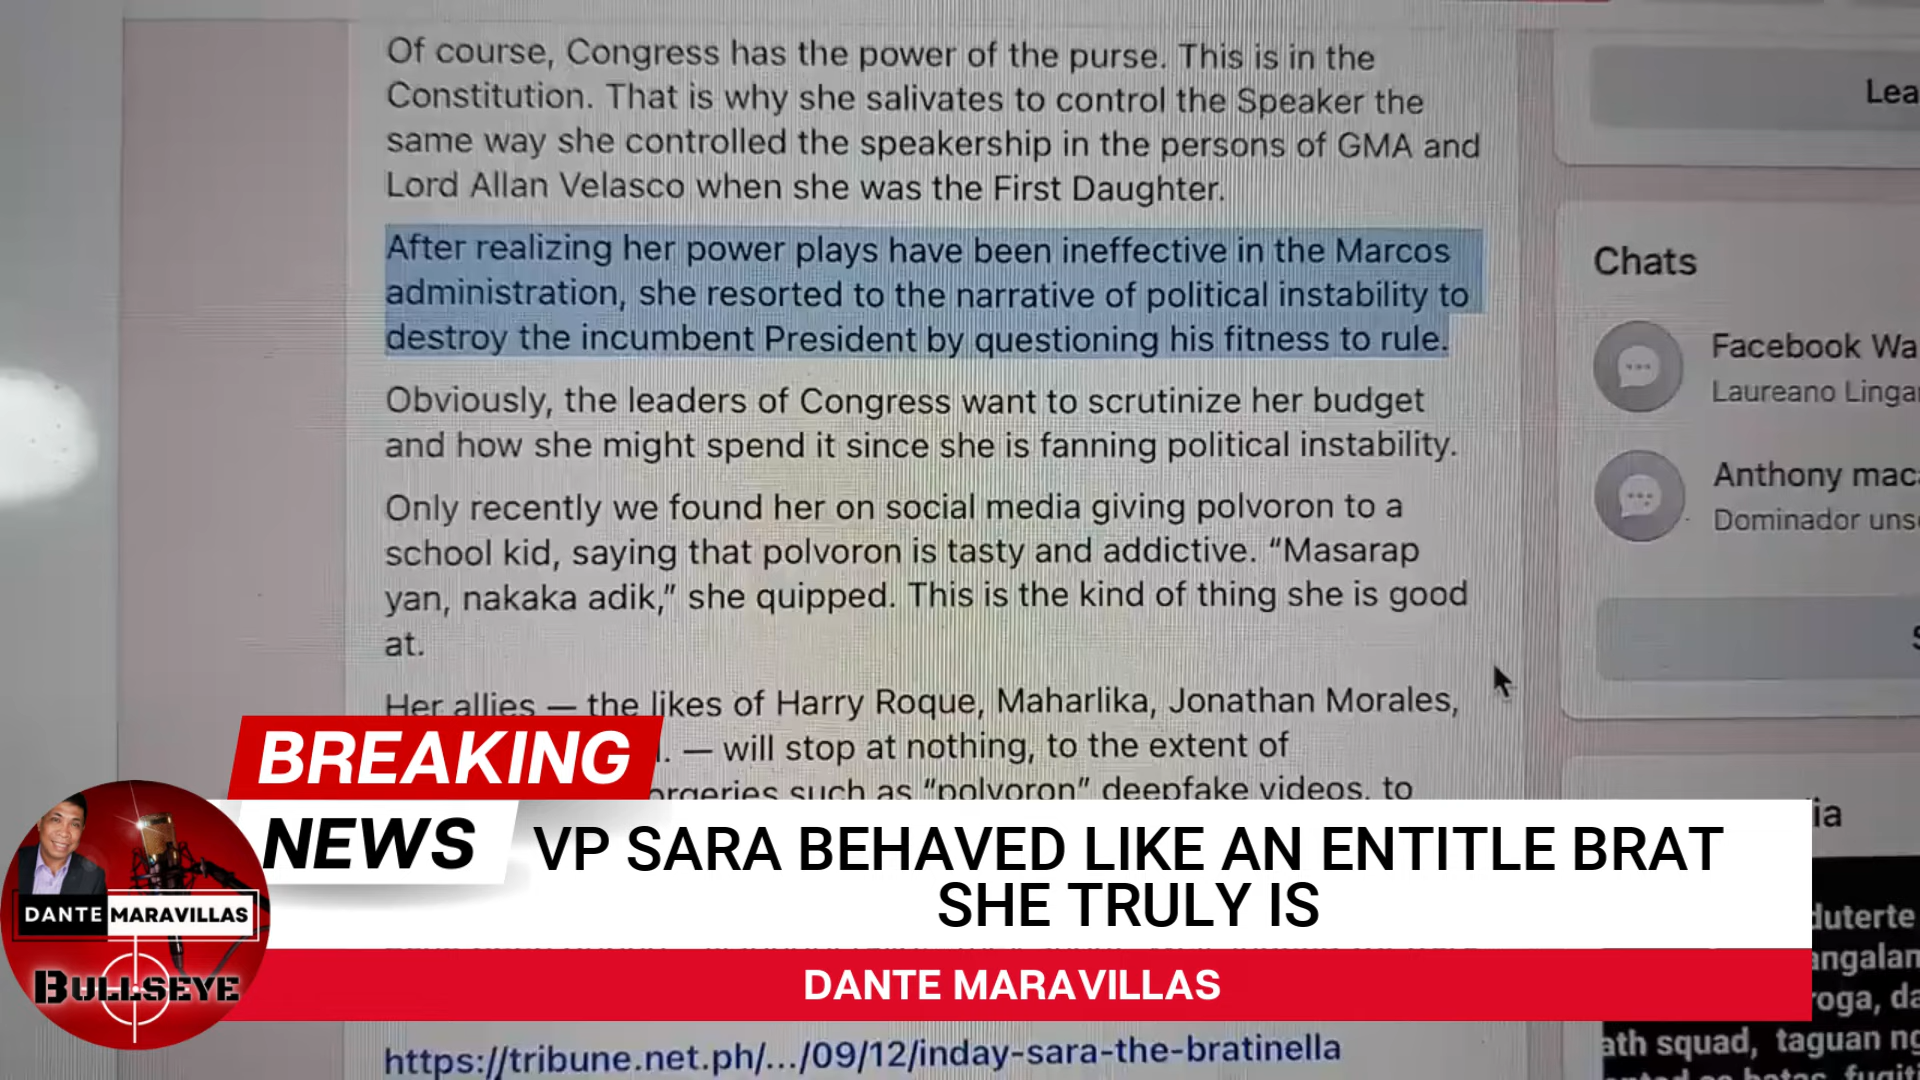 Of course, Congress has the power of the purse. This is in the
Constitution. That is why she salivates to control the Speaker the
same way she controlled the speakership in the persons of GMA and
Lord Allan Velasco when she was the First Daughter.
After realizing her power plays have been ineffective in the Marcos
administration, she resorted to the narrative of political instability to
destroy the incumbent President by questioning his fitness to rule.
Obviously, the leaders of Congress want to scrutinize her budget
and how she might spend it since she is fanning political instability.
Only recently we found her on social media giving polvoron to a
school kid, saying that polvoron is tasty and addictive. “Masarap
yan, nakaka adik,” she quipped. This is the kind of thing she is good
at.
Her allies — the likes of Harry Roque, Maharlika, Jonathan Morales,
— will stop at nothing, to the extent of
such as “polvoron” deepfake videos, to
https://tribune.net.ph/.../09/12/inday-sara-the-bratinella
Chats
Facebook
Laureano
Anthony
Dominador
duterte
ath squad, taguan
BREAKING
NEWS
VP SARA BEHAVED LIKE AN ENTITLE BRAT
SHE TRULY IS
DANTE MARAVILLAS
DANTE MARAVILLAS
BULLSEYE